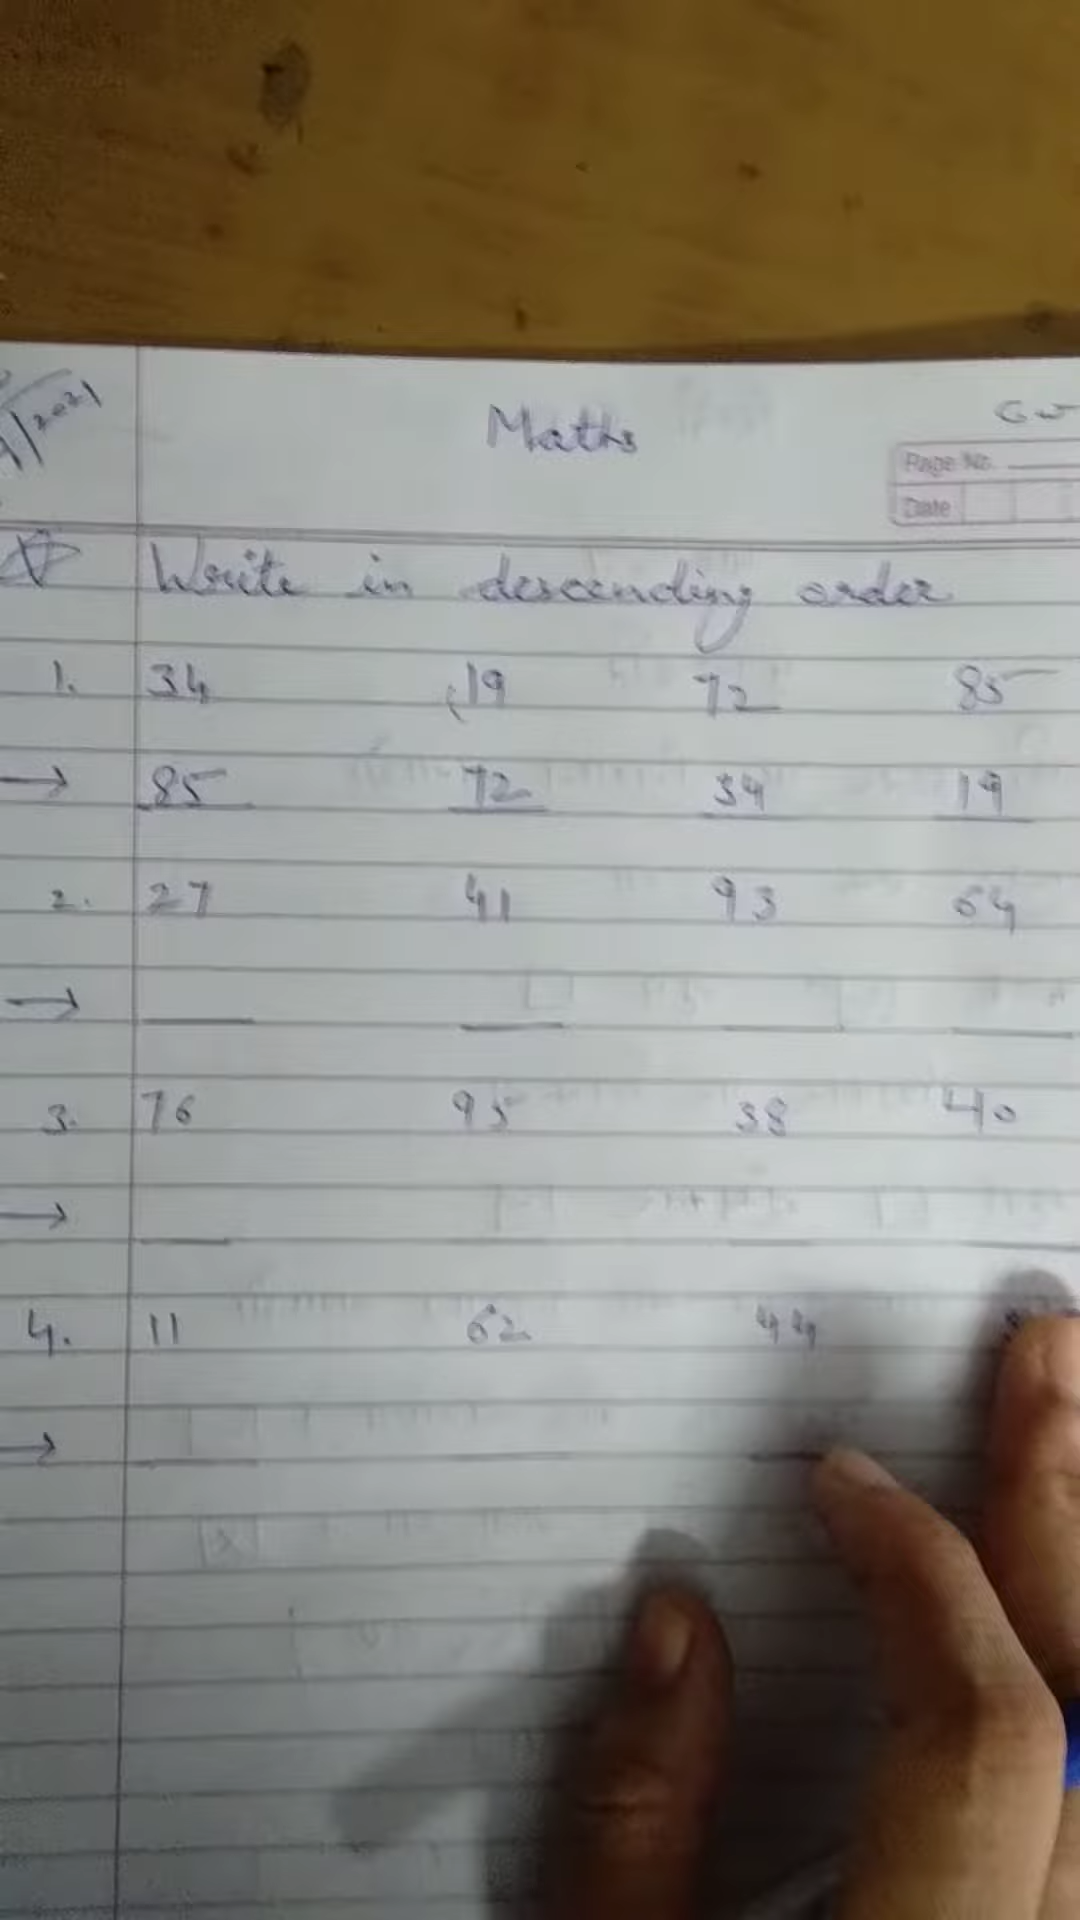 2021
Maths
Page No.
Date
Write in descending order
1. 34 19 72 85
→ 85 72 34 19
2. 27 41 93 64
→
3. 76 95 38 40
→
4. 11 62 44
→